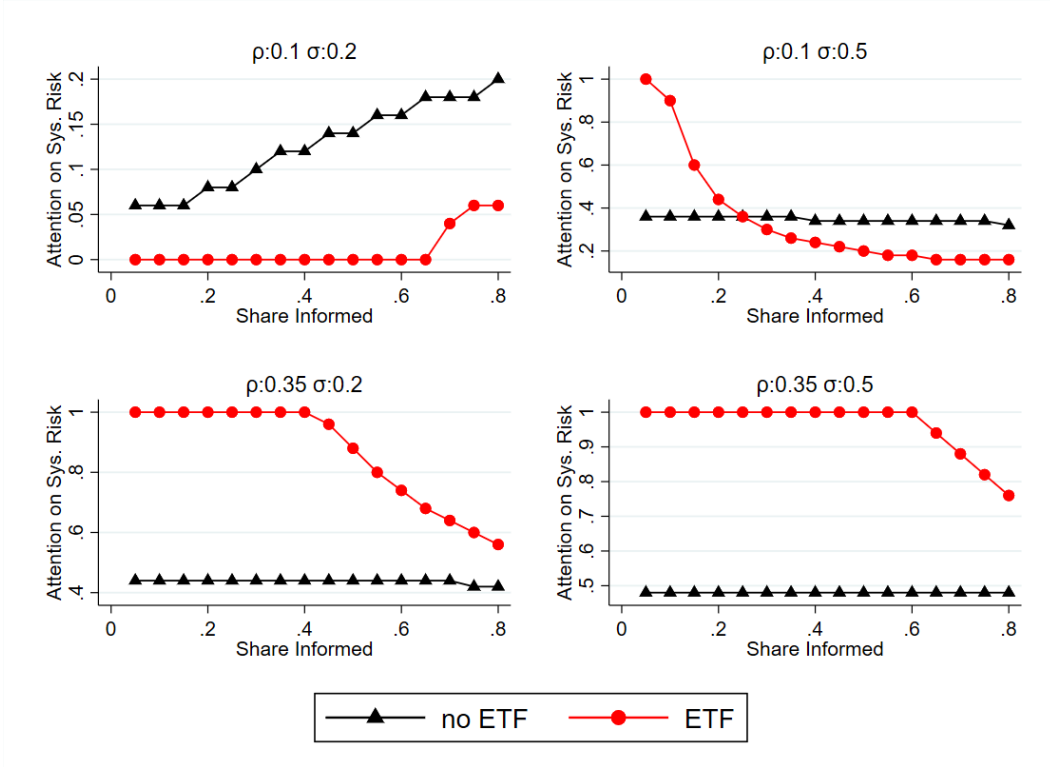 ρ:0.1 σ:0.2
Attention on Sys. Risk
.2
.15
.1
.05
0
0 .2 .4 .6 .8
Share Informed
ρ:0.1 σ:0.5
Attention on Sys. Risk
1
.8
.6
.4
.2
0 .2 .4 .6 .8
Share Informed
ρ:0.35 σ:0.2
Attention on Sys. Risk
1
.8
.6
.4
0 .2 .4 .6 .8
Share Informed
ρ:0.35 σ:0.5
Attention on Sys. Risk
1
.9
.8
.7
.6
.5
0 .2 .4 .6 .8
Share Informed
no ETF ETF